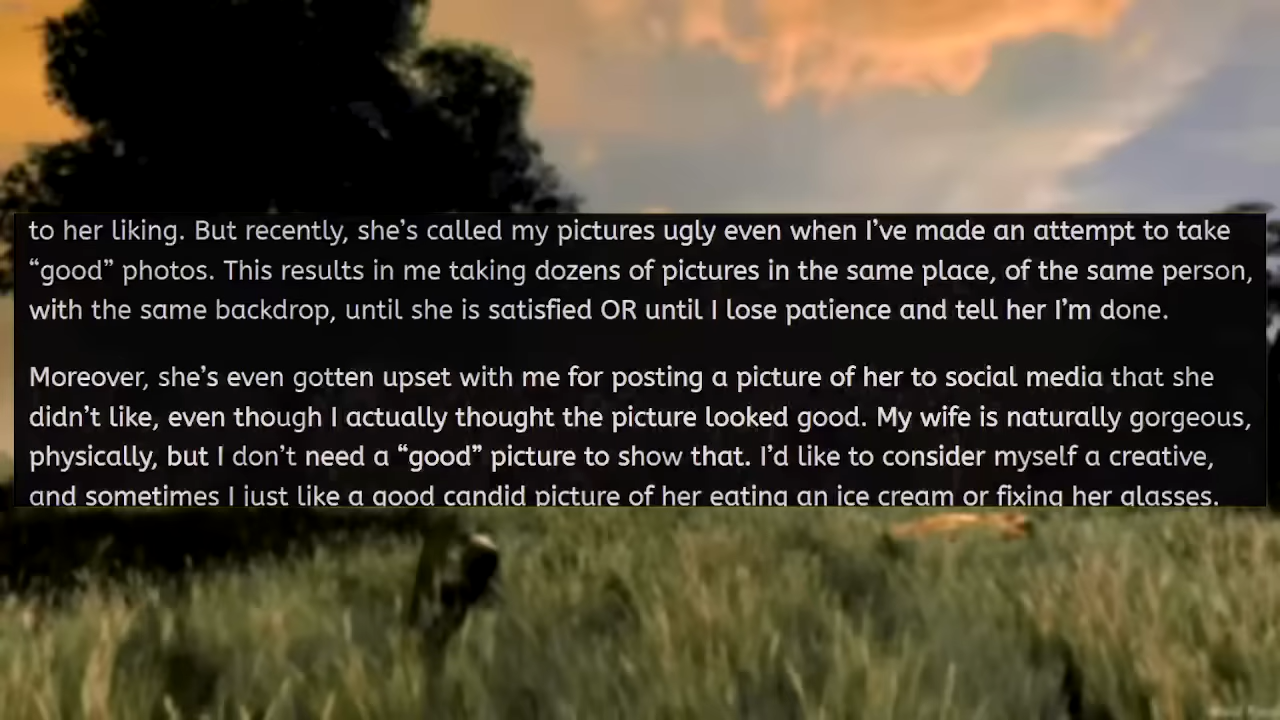 to her liking. But recently, she’s called my pictures ugly even when I’ve made an attempt to take
“good” photos. This results in me taking dozens of pictures in the same place, of the same person,
with the same backdrop, until she is satisfied OR until I lose patience and tell her I’m done.
Moreover, she’s even gotten upset with me for posting a picture of her to social media that she
didn’t like, even though I actually thought the picture looked good. My wife is naturally gorgeous,
physically, but I don’t need a “good” picture to show that. I’d like to consider myself a creative,
and sometimes I just like a good candid picture of her eating an ice cream or fixing her glasses.